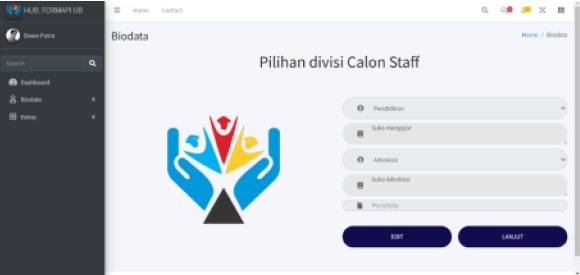 HUB. FORMAPI UB
Home Contact
Dewa Putra
Biodata
Home / Biodata
Search
Dashboard
Biodata
Extras
Pilihan divisi Calon Staff
Pendidikan
Suka mengajar
Advokasi
Suka Advokasi
Portofolio
EDIT
LANJUT